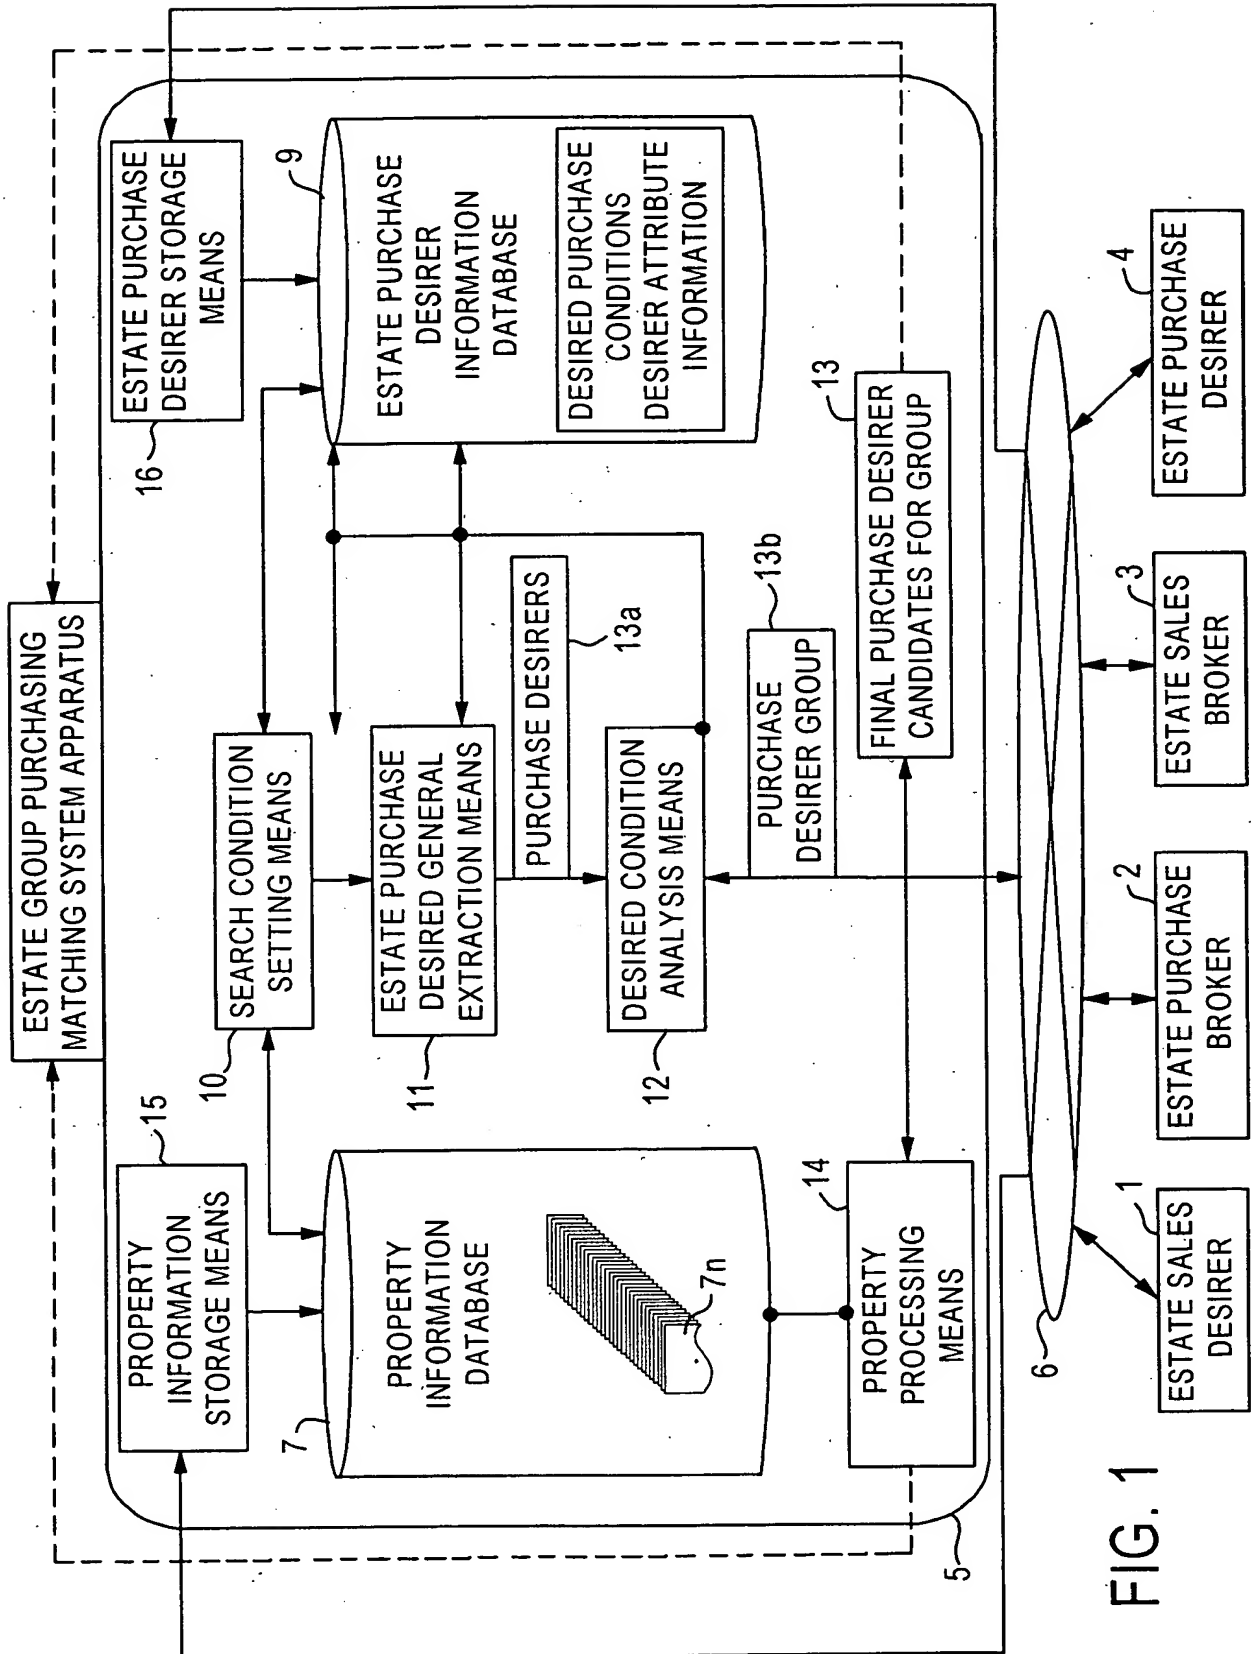 ESTATE GROUP PURCHASING
MATCHING SYSTEM APPARATUS
15
PROPERTY
INFORMATION
STORAGE MEANS
10
SEARCH CONDITION
SETTING MEANS
16
ESTATE PURCHASE
DESIRER STORAGE
MEANS
7
PROPERTY
INFORMATION
DATABASE
7n
11
ESTATE PURCHASE
DESIRED GENERAL
EXTRACTION MEANS
9
ESTATE PURCHASE
DESIRER
INFORMATION
DATABASE
DESIRED PURCHASE
CONDITIONS
DESIRER ATTRIBUTE
INFORMATION
PURCHASE DESIRERS
13a
12
DESIRED CONDITION
ANALYSIS MEANS
PURCHASE
DESIRER GROUP
13b
14
PROPERTY
PROCESSING
MEANS
13
FINAL PURCHASE DESIRER
CANDIDATES FOR GROUP
5
6
1
ESTATE SALES
DESIRER
2
ESTATE PURCHASE
BROKER
3
ESTATE SALES
BROKER
4
ESTATE PURCHASE
DESIRER
FIG. 1